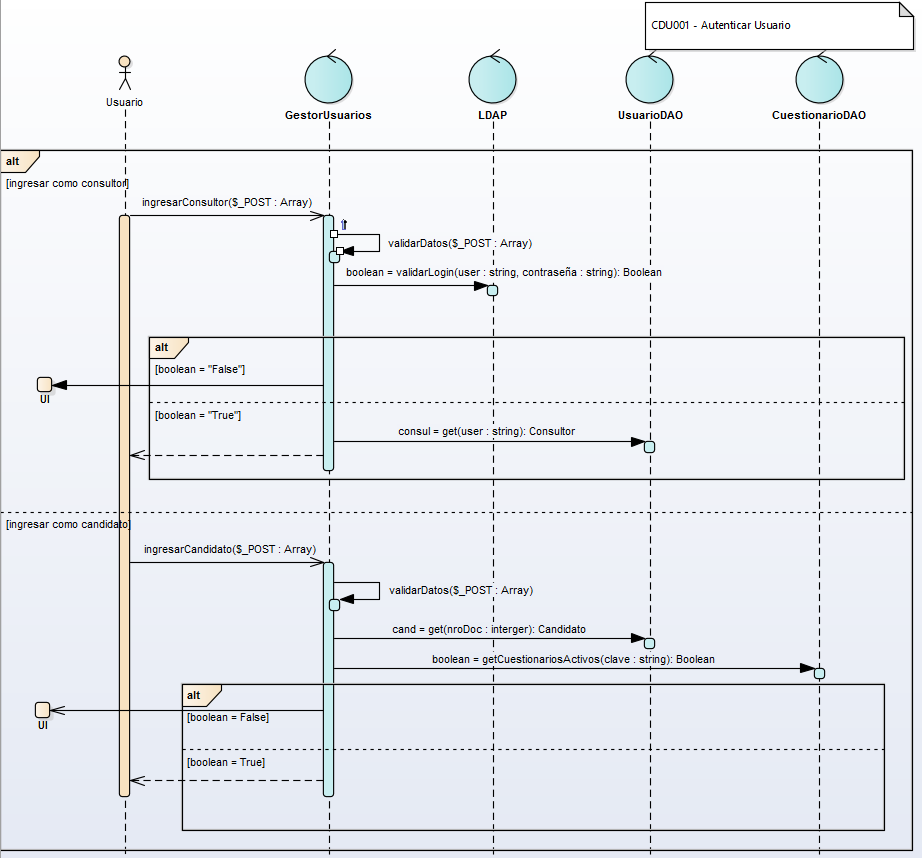 CDU001 - Autenticar Usuario
Usuario
GestorUsuarios
LDAP
UsuarioDAO
CuestionarioDAO
alt
[ingresar como consultor]
ingresarConsultor($_POST : Array)
validarDatos($_POST : Array)
boolean = validarLogin(user : string, contraseña : string): Boolean
alt
[boolean = "False"]
UI
[boolean = "True"]
consul = get(user : string): Consultor
[ingresar como candidato]
ingresarCandidato($_POST : Array)
validarDatos($_POST : Array)
cand = get(nroDoc : interger): Candidato
boolean = getCuestionariosActivos(clave : string): Boolean
alt
[boolean = False]
UI
[boolean = True]